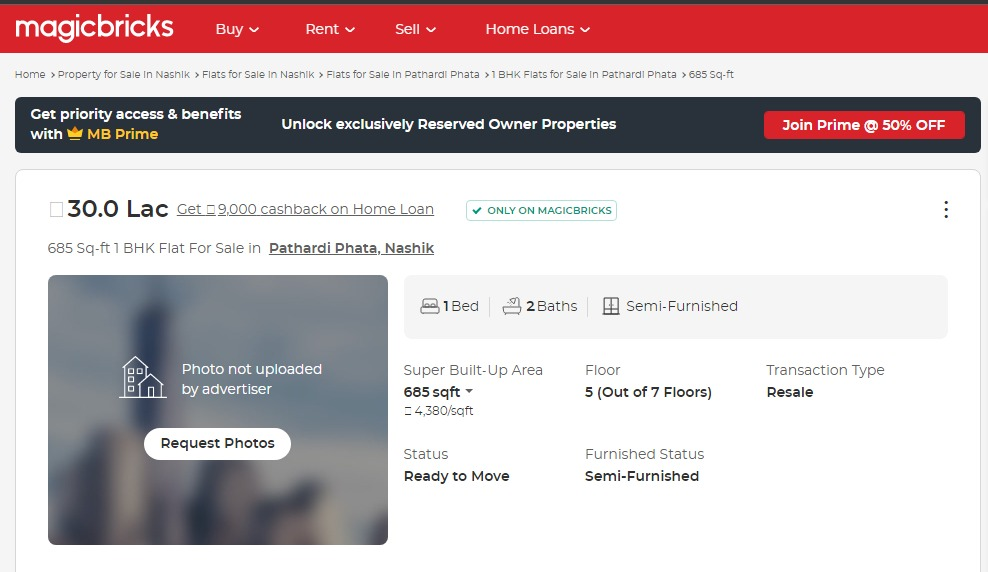 magicbricks
Buy Rent Sell Home Loans
Home > Property for Sale in Nashik > Flats for Sale in Nashik > Flats for Sale in Pathardi Phata > 1 BHK Flats for Sale in Pathardi Phata > 685 Sq-ft
Get priority access & benefits
with MB Prime
Unlock exclusively Reserved Owner Properties
Join Prime @ 50% OFF
30.0 Lac Get 9,000 cashback on Home Loan ONLY ON MAGICBRICKS
685 Sq-ft 1 BHK Flat For Sale in Pathardi Phata, Nashik
Photo not uploaded
by advertiser
Request Photos
1 Bed 2 Baths Semi-Furnished
Super Built-Up Area Floor Transaction Type
685 sqft 5 (Out of 7 Floors) Resale
4,380/sqft
Status Furnished Status
Ready to Move Semi-Furnished